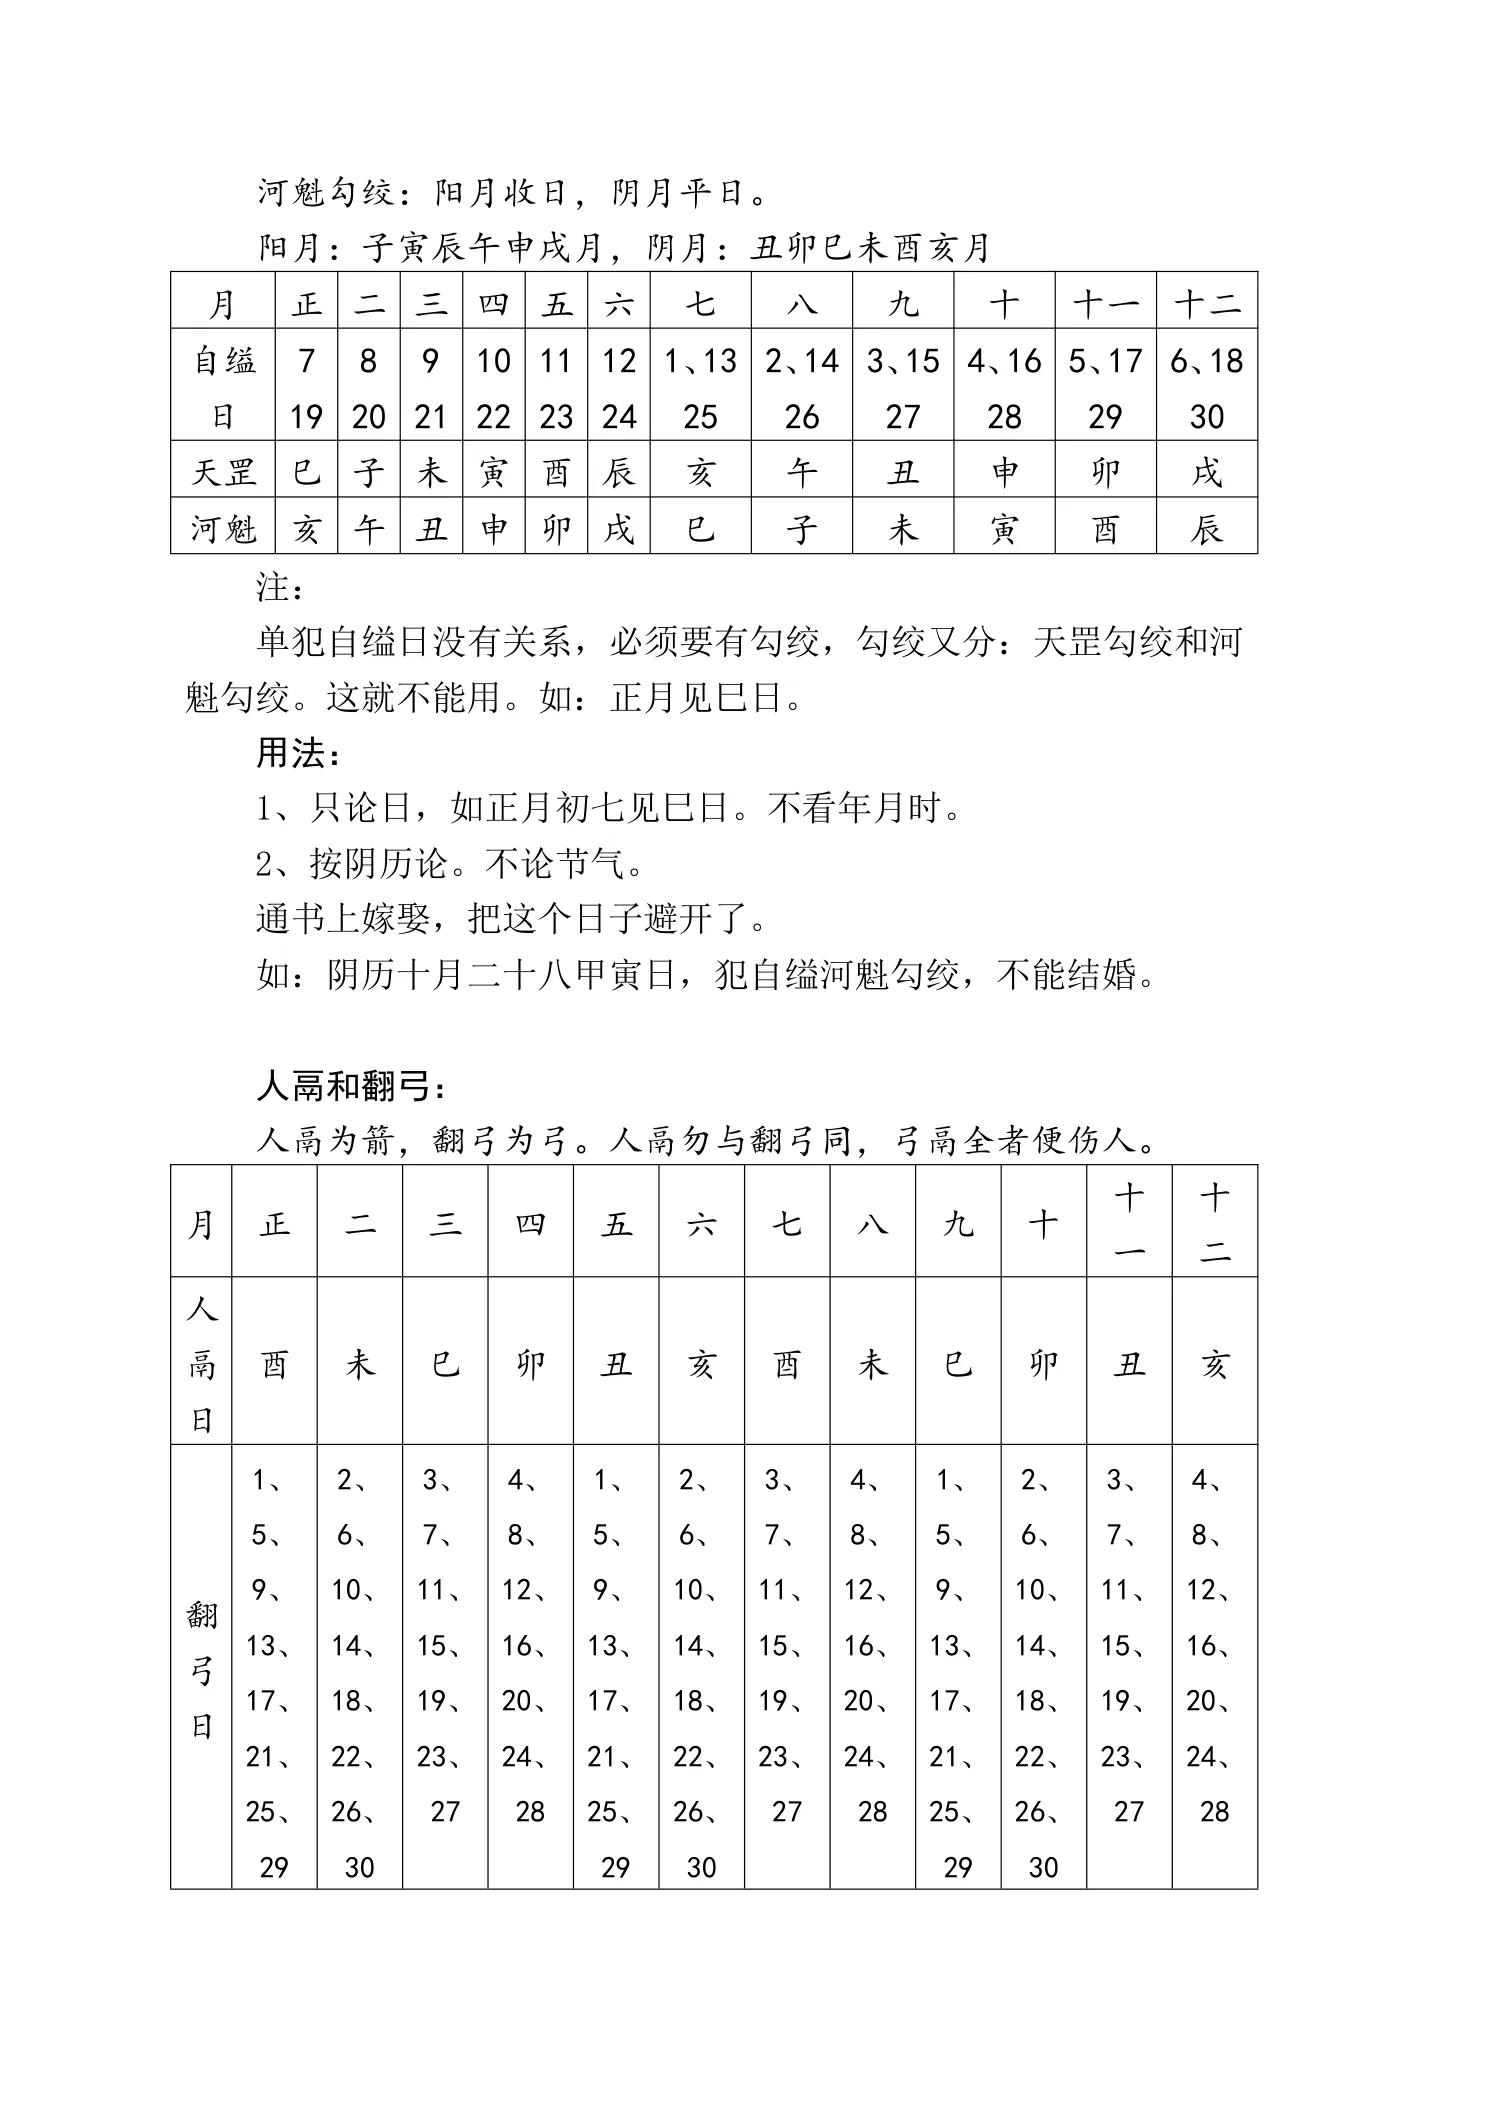 河魁勾绞：阳月收日，阴月平日。
阳月：子寅辰午申戌月，阴月：丑卯巳未酉亥月
月 正 二 三 四 五 六 七 八 九 十 十一 十二
自缢 7 8 9 10 11 12 1、13 2、14 3、15 4、16 5、17 6、18
日 19 20 21 22 23 24 25 26 27 28 29 30
天罡 巳 子 未 寅 酉 辰 亥 午 丑 申 卯 戌
河魁 亥 午 丑 申 卯 戌 巳 子 未 寅 酉 辰
注：
单犯自缢日没有关系，必须要有勾绞，勾绞又分：天罡勾绞和河
魁勾绞。这就不能用。如：正月见巳日。
用法：
1、只论日，如正月初七见巳日。不看年月时。
2、按阴历论。不论节气。
通书上嫁娶，把这个日子避开了。
如：阴历十月二十八甲寅日，犯自缢河魁勾绞，不能结婚。
人鬲和翻弓：
人鬲为箭，翻弓为弓。人鬲勿与翻弓同，弓鬲全者便伤人。
月 正 二 三 四 五 六 七 八 九 十 十一 十二
人鬲日 酉 未 巳 卯 丑 亥 酉 未 巳 卯 丑 亥
翻弓日
1、 2、 3、 4、 1、 2、 3、 4、 1、 2、 3、 4、
5、 6、 7、 8、 5、 6、 7、 8、 5、 6、 7、 8、
9、 10、 11、 12、 9、 10、 11、 12、 9、 10、 11、 12、
13、 14、 15、 16、 13、 14、 15、 16、 13、 14、 15、 16、
17、 18、 19、 20、 17、 18、 19、 20、 17、 18、 19、 20、
21、 22、 23、 24、 21、 22、 23、 24、 21、 22、 23、 24、
25、 26、 27 28 25、 26、 27 28 25、 26、 27 28
29 30 29 30 29 30